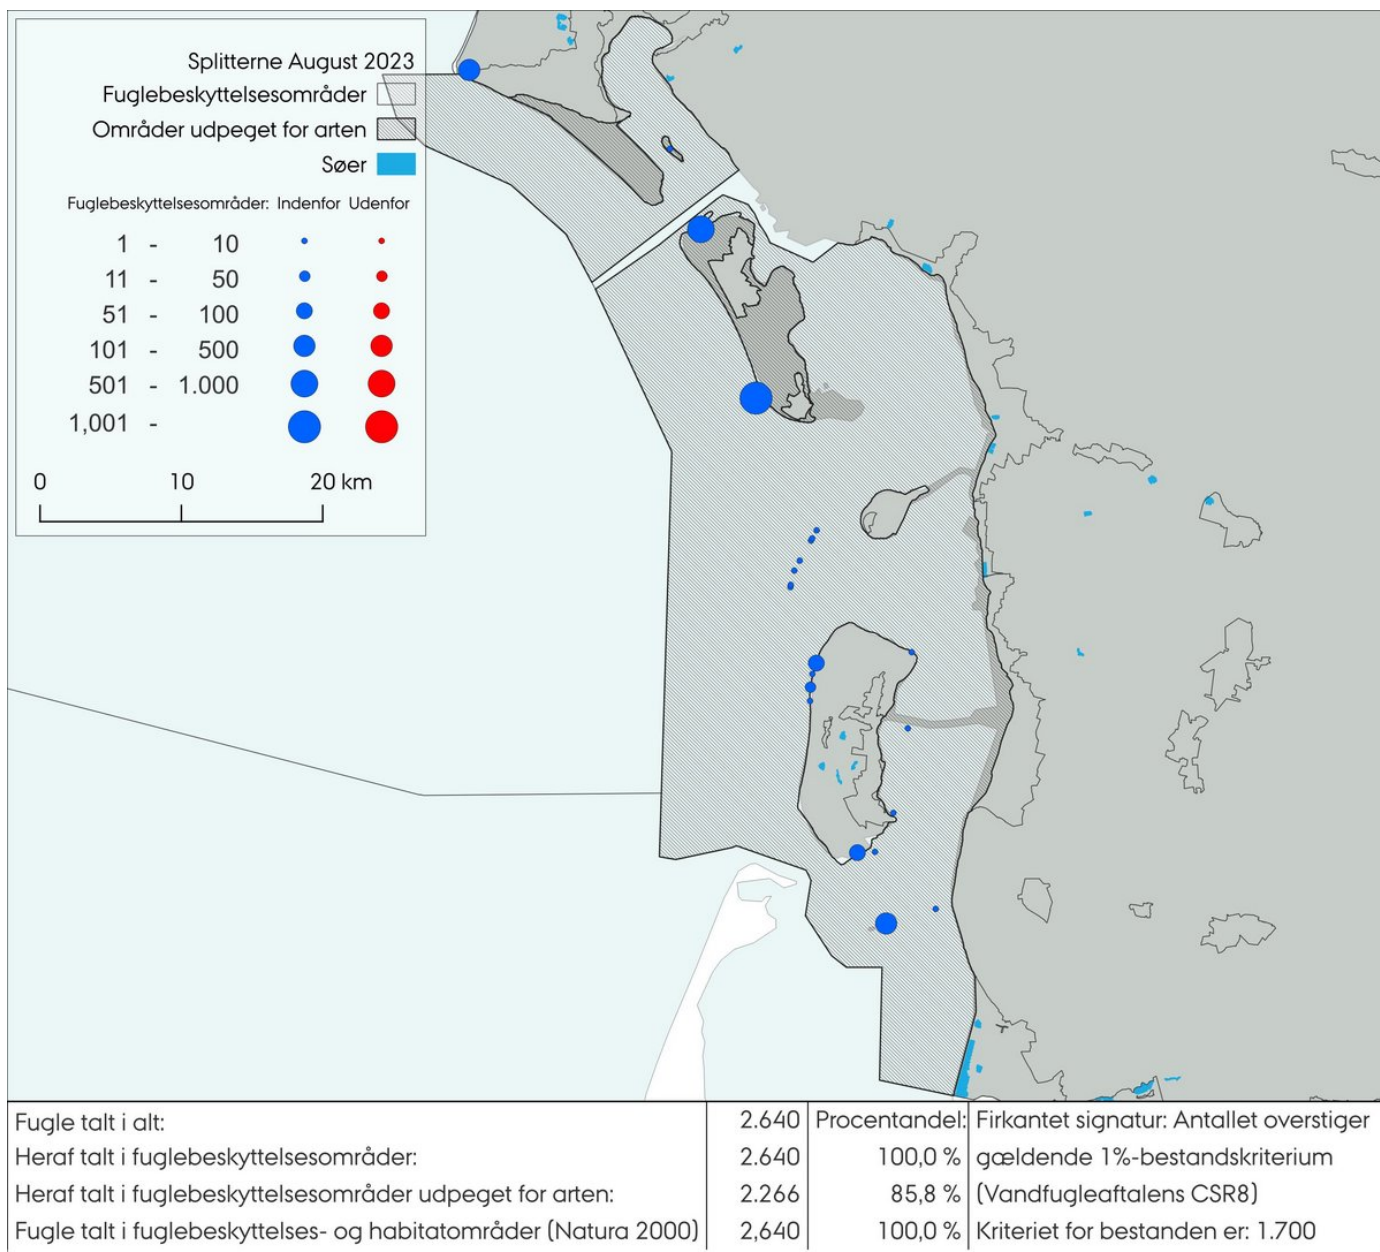 Splitterne August 2023
Fuglebeskyttelsesområder
Områder udpeget for arten
Søer
Fuglebeskyttelsesområder: Indenfor Udenfor
1 - 10
11 - 50
51 - 100
101 - 500
501 - 1.000
1,001 -
0 10 20 km
Fugle talt i alt: 2.640 Procentandel: Firkantet signatur: Antallet overstiger
Heraf talt i fuglebeskyttelsesområder: 2.640 100,0 % gældende 1%-bestandskriterium
Heraf talt i fuglebeskyttelsesområder udpeget for arten: 2.266 85,8 % (Vandfugleaftalens CSR8)
Fugle talt i fuglebeskyttelses- og habitatområder (Natura 2000) 2,640 100,0 % Kriteriet for bestanden er: 1.700